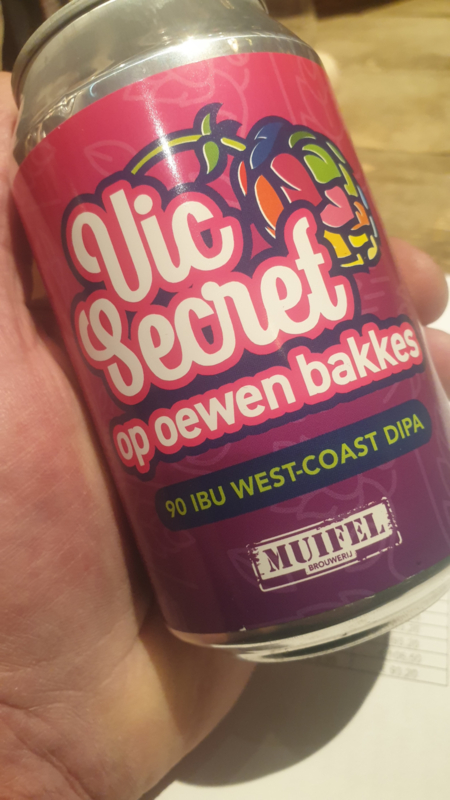 Vic
Secret
op oewen bakkes
90 IBU WEST-COAST DIPA
MUIFEL
BROUWERIJ